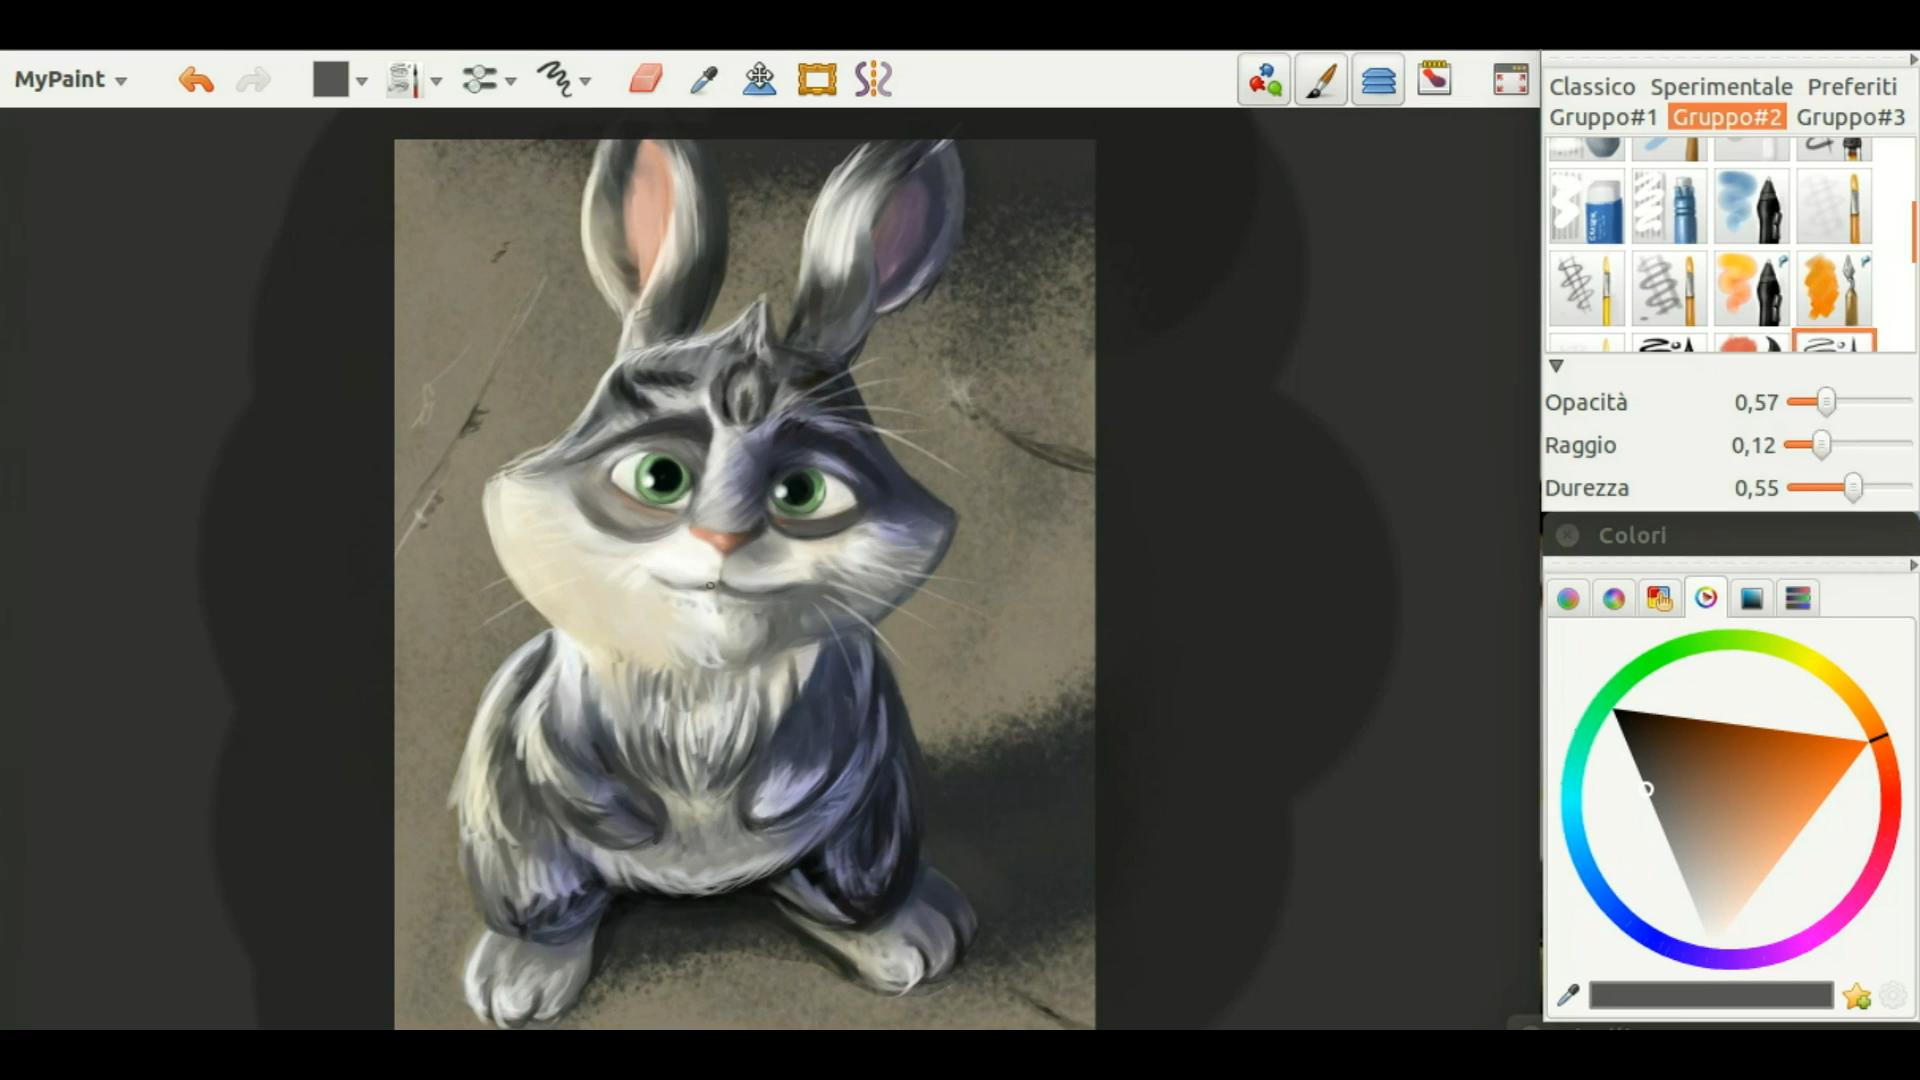 MyPaint
Classico Sperimentale Preferiti
Gruppo#1 Gruppo#2 Gruppo#3
Opacità 0,57
Raggio 0,12
Durezza 0,55
Colori